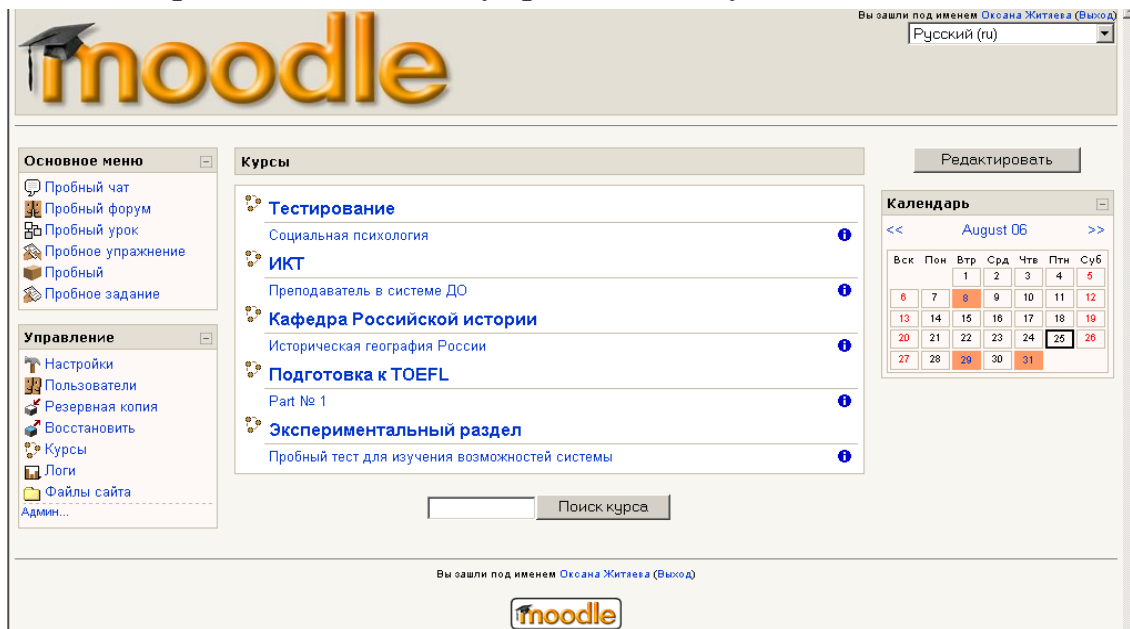 Вы зашли под именем Оксана Житяева (Выход)
Русский (ru)
moodle
Основное меню
Пробный чат
Пробный форум
Пробный урок
Пробное упражнение
Пробный
Пробное задание
Управление
Настройки
Пользователи
Резервная копия
Восстановить
Курсы
Логи
Файлы сайта
Админ...
Курсы
Тестирование
Социальная психология
ИКТ
Преподаватель в системе ДО
Кафедра Российской истории
Историческая география России
Подготовка к TOEFL
Part № 1
Экспериментальный раздел
Пробный тест для изучения возможностей системы
Поиск курса
Редактировать
Календарь
<< August 06 >>
Вск Пон Втр Срд Чтв Птн Суб
1 2 3 4 5
6 7 8 9 10 11 12
13 14 15 16 17 18 19
20 21 22 23 24 25 26
27 28 29 30 31
Вы зашли под именем Оксана Житяева (Выход)
moodle